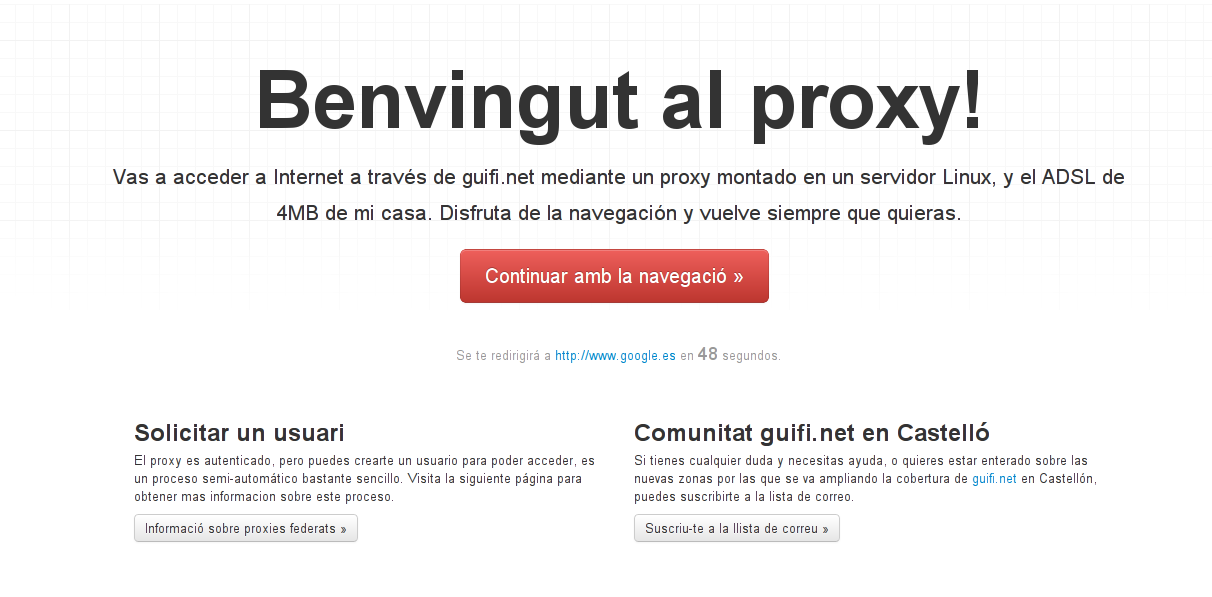 Benvingut al proxy!
Vas a acceder a Internet a través de guifi.net mediante un proxy montado en un servidor Linux, y el ADSL de
4MB de mi casa. Disfruta de la navegación y vuelve siempre que quieras.
Continuar amb la navegació »
Se te redirigirá a http://www.google.es en 48 segundos.
Solicitar un usuari
El proxy es autenticado, pero puedes crearte un usuario para poder acceder, es
un proceso semi-automático bastante sencillo. Visita la siguiente página para
obtener mas informacion sobre este proceso.
Informació sobre proxies federats »
Comunitat guifi.net en Castelló
Si tienes cualquier duda y necesitas ayuda, o quieres estar enterado sobre las
nuevas zonas por las que se va ampliando la cobertura de guifi.net en Castellón,
puedes suscribirte a la lista de correo.
Suscriu-te a la llista de correu »